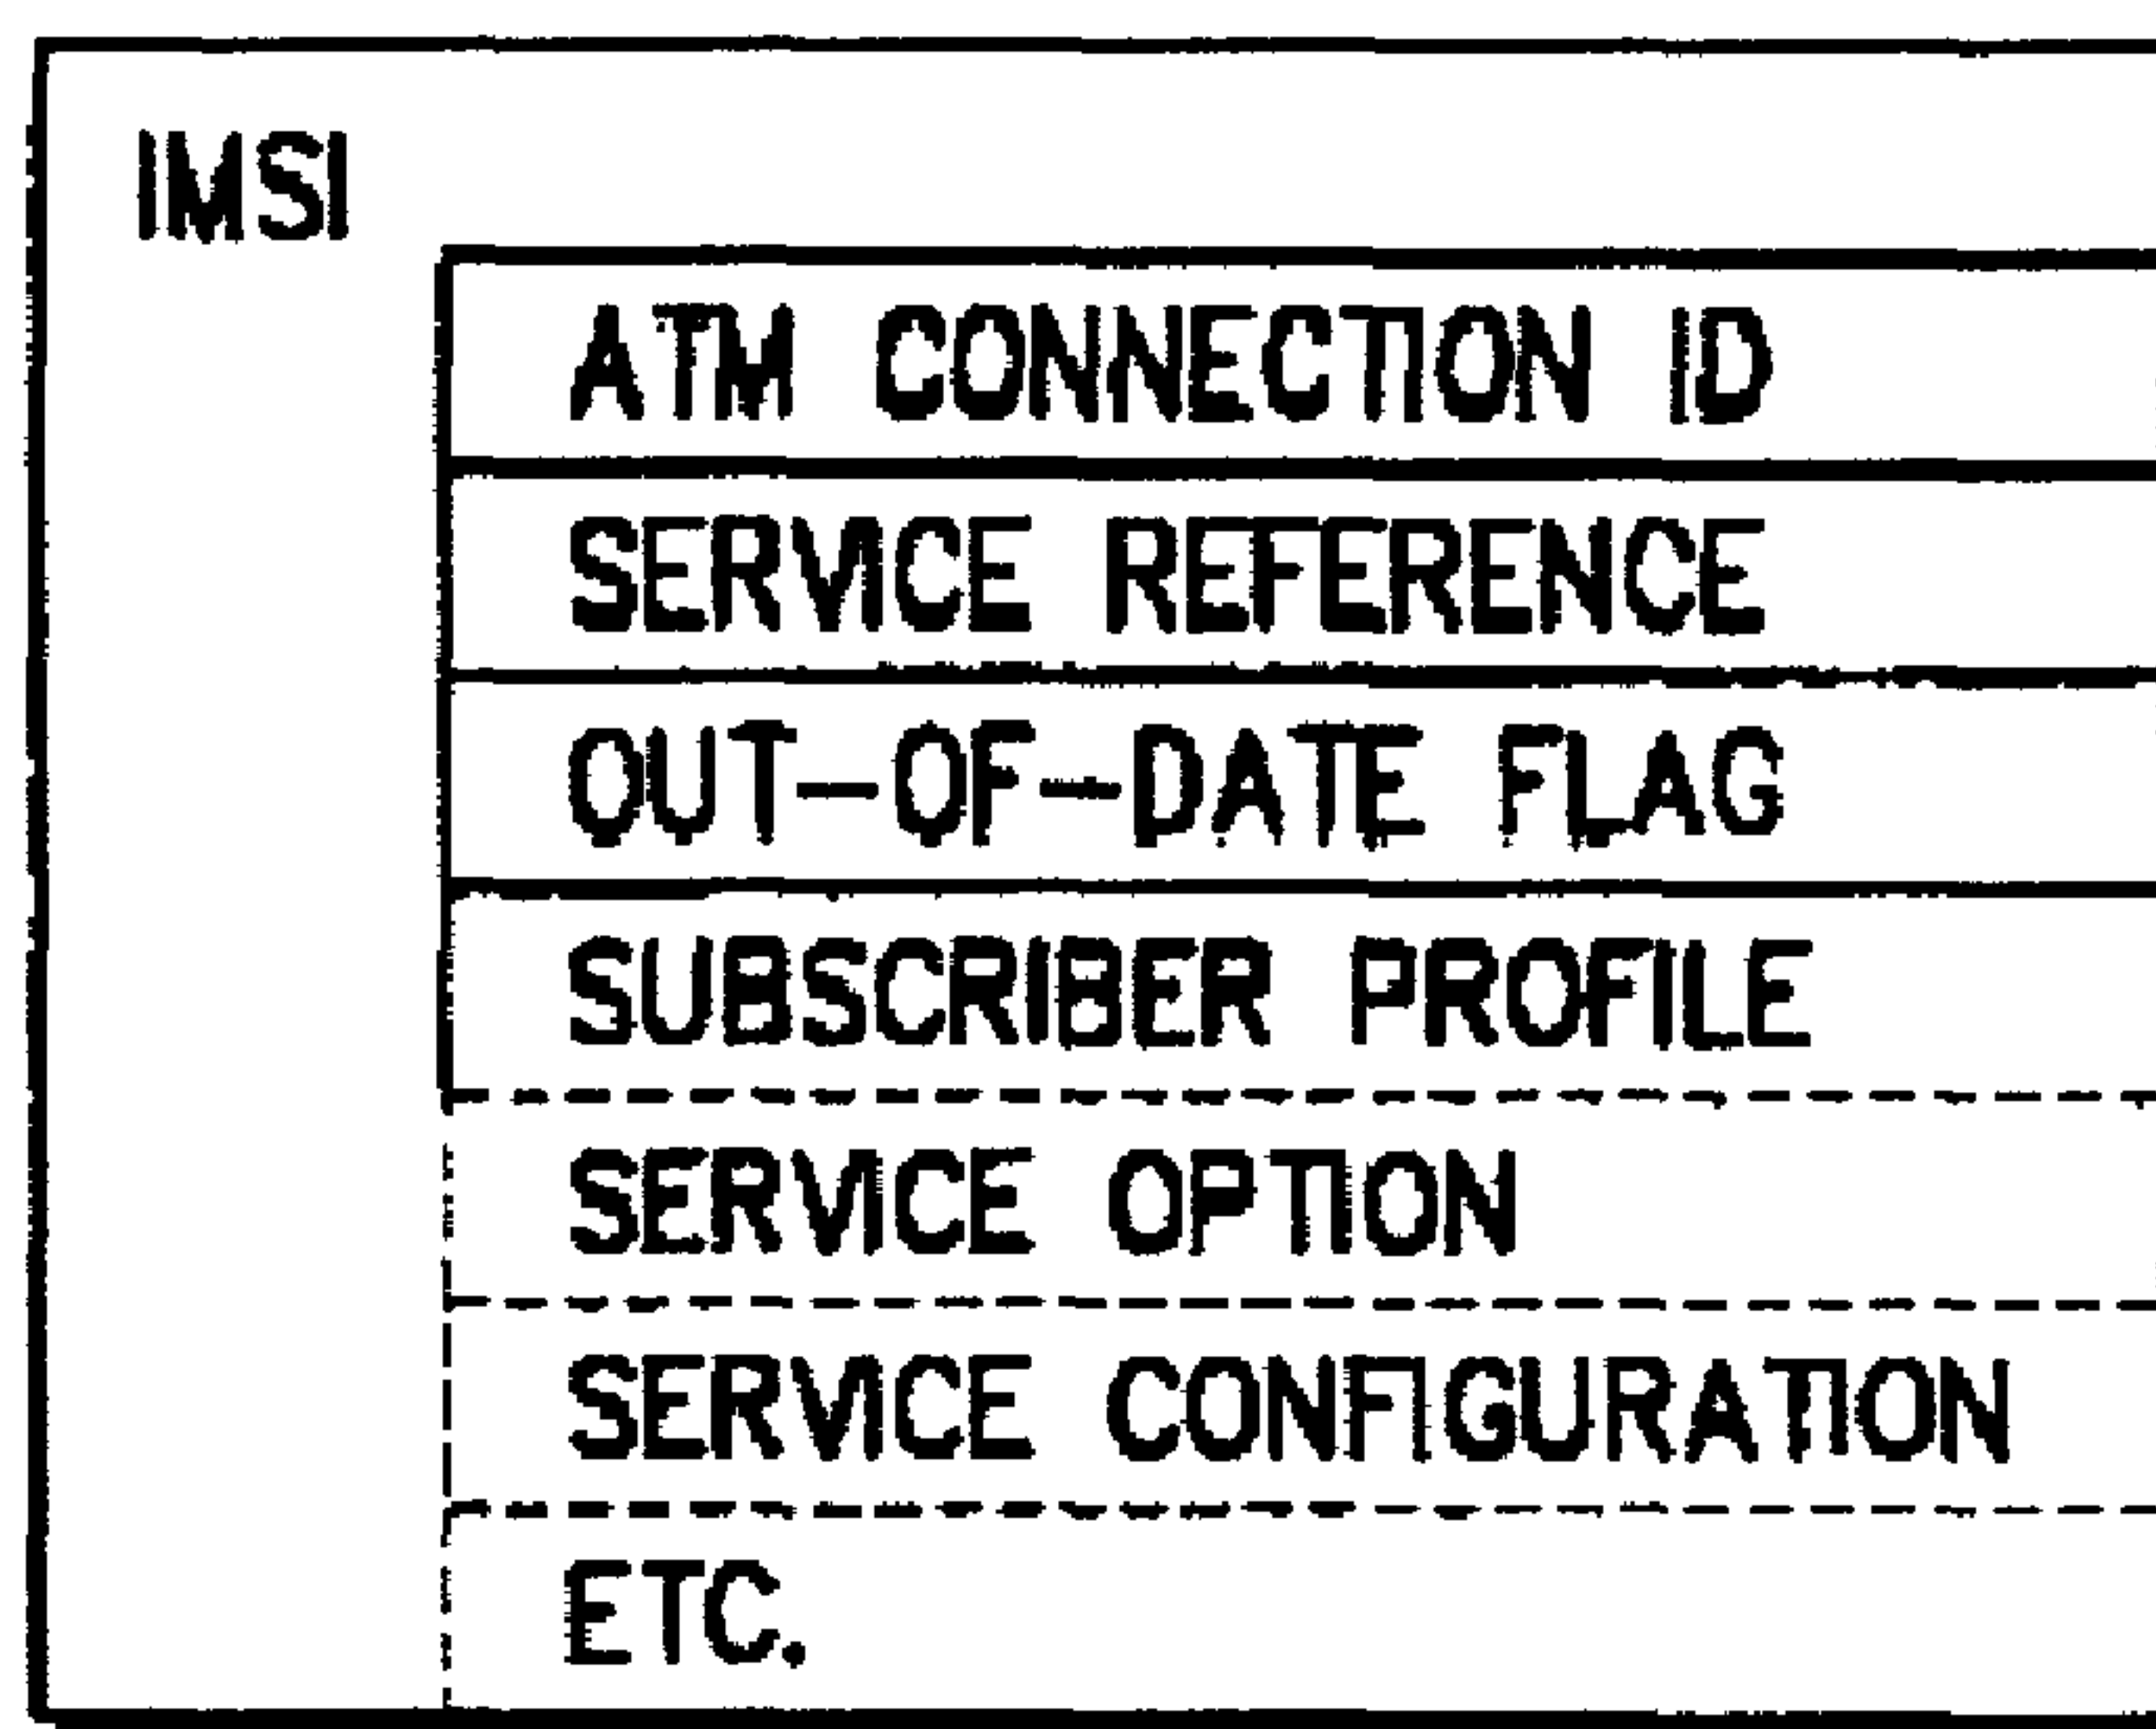 IMSI
ATM CONNECTION ID
SERVICE REFERENCE
OUT-OF-DATE FLAG
SUBSCRIBER PROFILE
SERVICE OPTION
SERVICE CONFIGURATION
ETC.